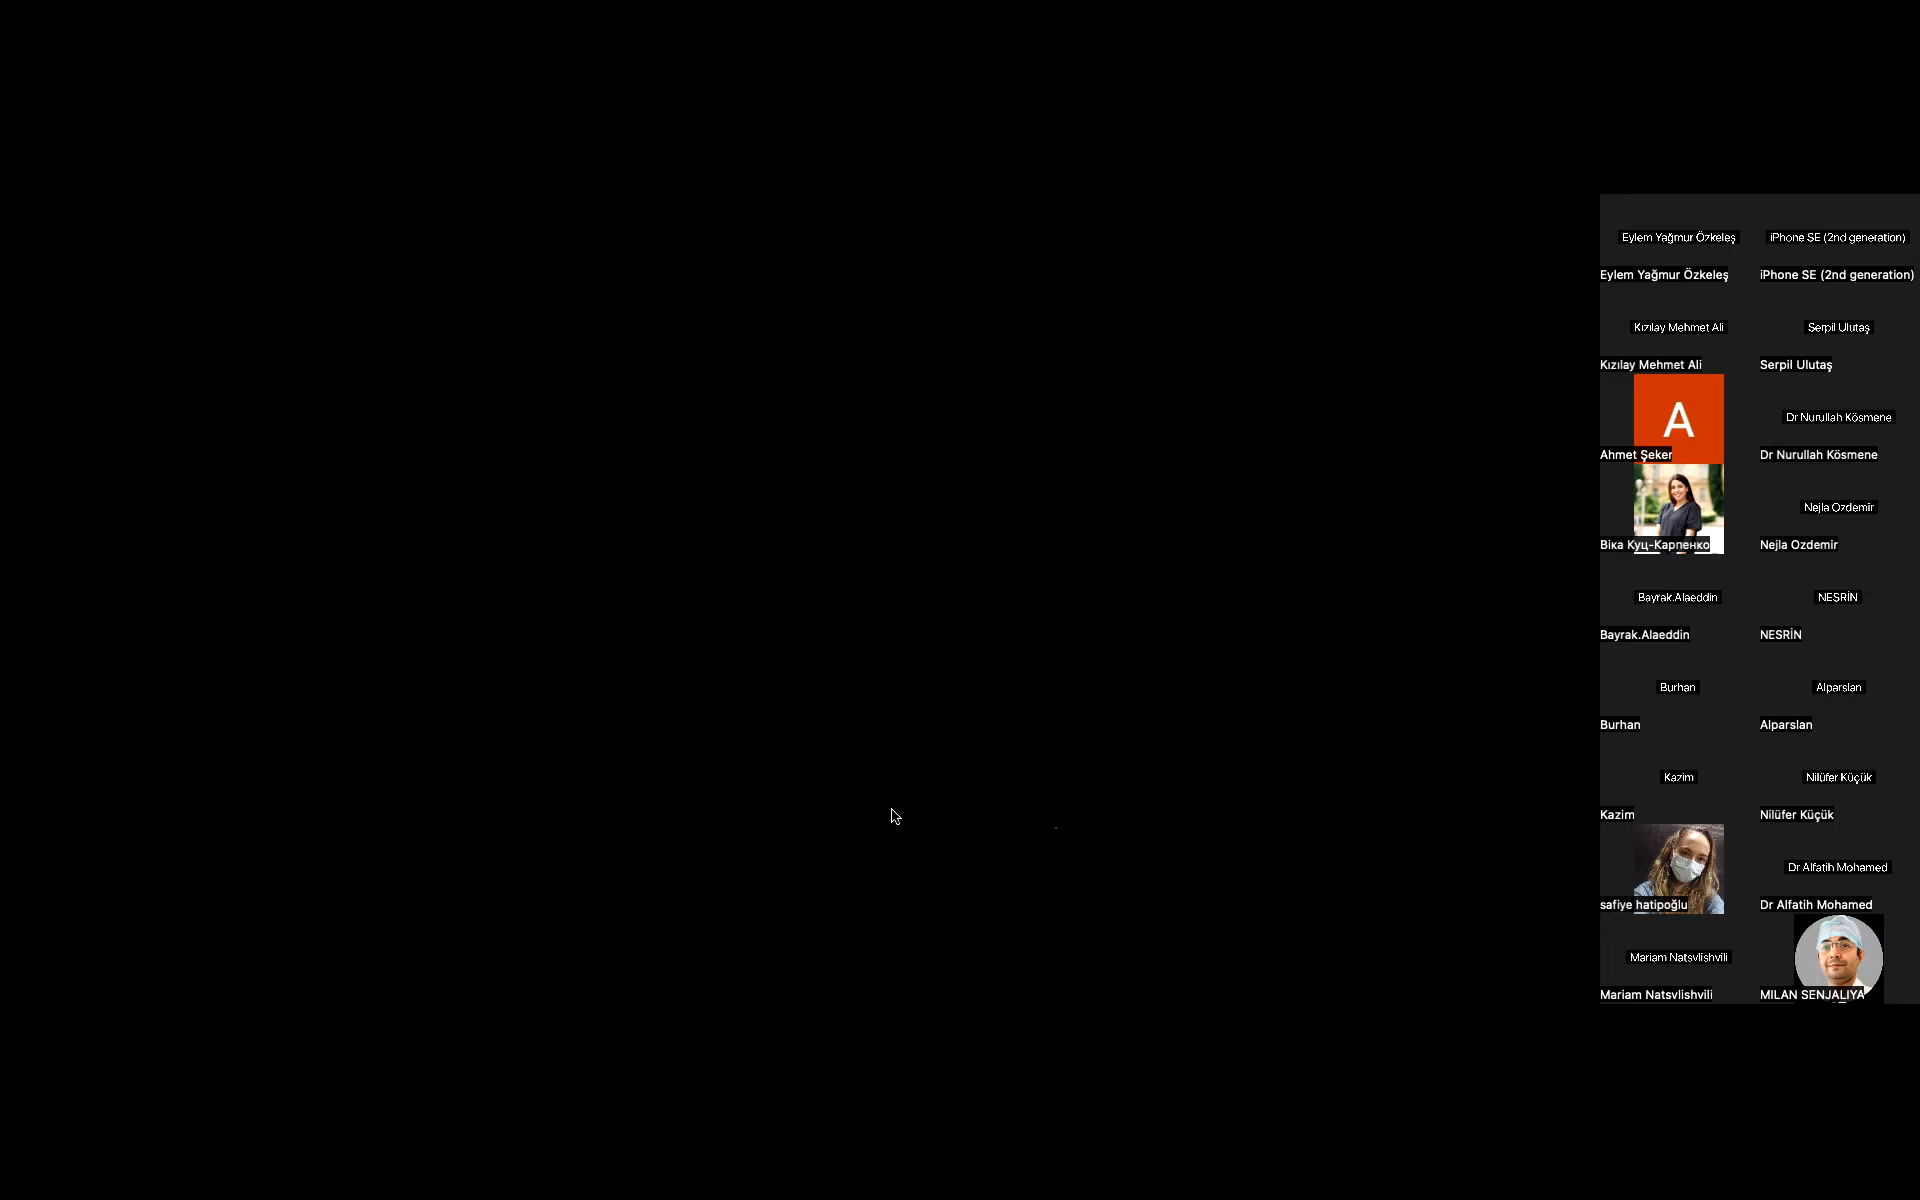 Eylem Yağmur Özkeleş
iPhone SE (2nd generation)
Eylem Yağmur Özkeleş
iPhone SE (2nd generation)
Kızılay Mehmet Ali
Serpil Ulutaş
Kızılay Mehmet Ali
Serpil Ulutaş
A
Dr Nurullah Kösmene
Ahmet Şeker
Dr Nurullah Kösmene
Nejla Ozdemir
Віка Куц-Карпенко
Nejla Ozdemir
Bayrak.Alaeddin
NESRİN
Bayrak.Alaeddin
NESRİN
Burhan
Alparslan
Burhan
Alparslan
Kazim
Nilüfer Küçük
Kazim
Nilüfer Küçük
Dr Alfatih Mohamed
safiye hatipoğlu
Dr Alfatih Mohamed
Mariam Natsvlishvili
Mariam Natsvlishvili
MILAN SENJALIYA